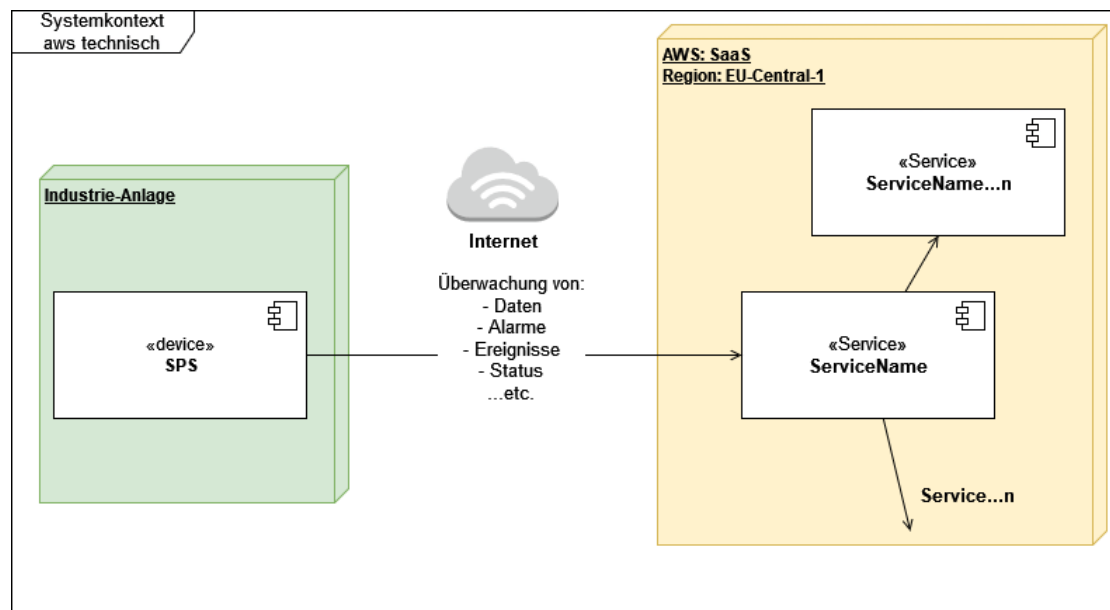 Systemkontext
aws technisch
AWS: SaaS
Region: EU-Central-1
«Service»
ServiceName...n
Industrie-Anlage
Internet
Überwachung von:
- Daten
- Alarme
- Ereignisse
- Status
...etc.
«device»
SPS
«Service»
ServiceName
Service...n